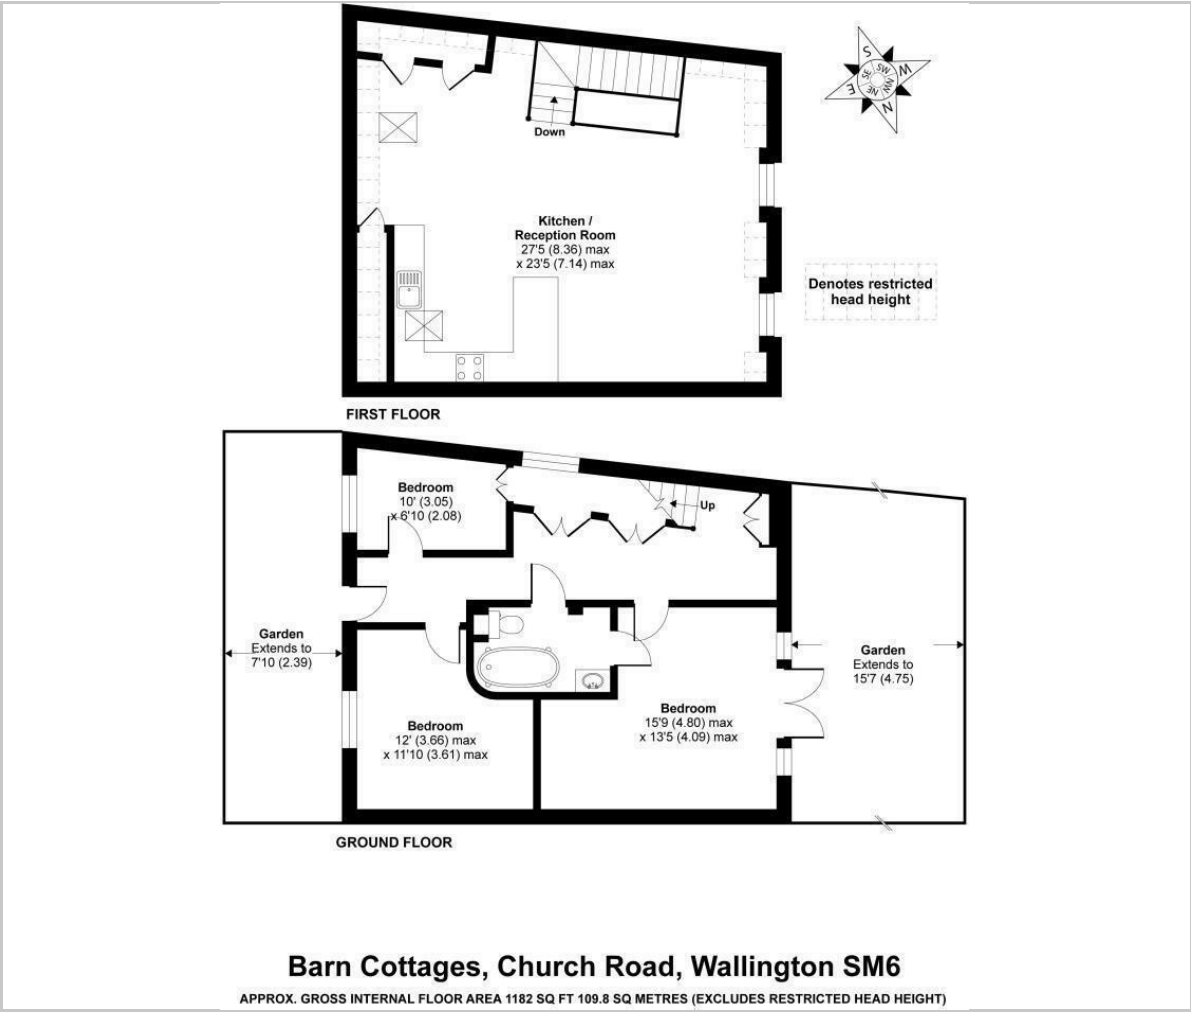 S
SE
SW
W
E
NE
NW
N
Down
Kitchen /
Reception Room
27'5 (8.36) max
x 23'5 (7.14) max
Denotes restricted
head height
FIRST FLOOR
Bedroom
10' (3.05)
x 6'10 (2.08)
Up
Garden
Extends to
7'10 (2.39)
Garden
Extends to
15'7 (4.75)
Bedroom
15'9 (4.80) max
x 13'5 (4.09) max
Bedroom
12' (3.66) max
x 11'10 (3.61) max
GROUND FLOOR
Barn Cottages, Church Road, Wallington SM6
APPROX. GROSS INTERNAL FLOOR AREA 1182 SQ FT 109.8 SQ METRES (EXCLUDES RESTRICTED HEAD HEIGHT)